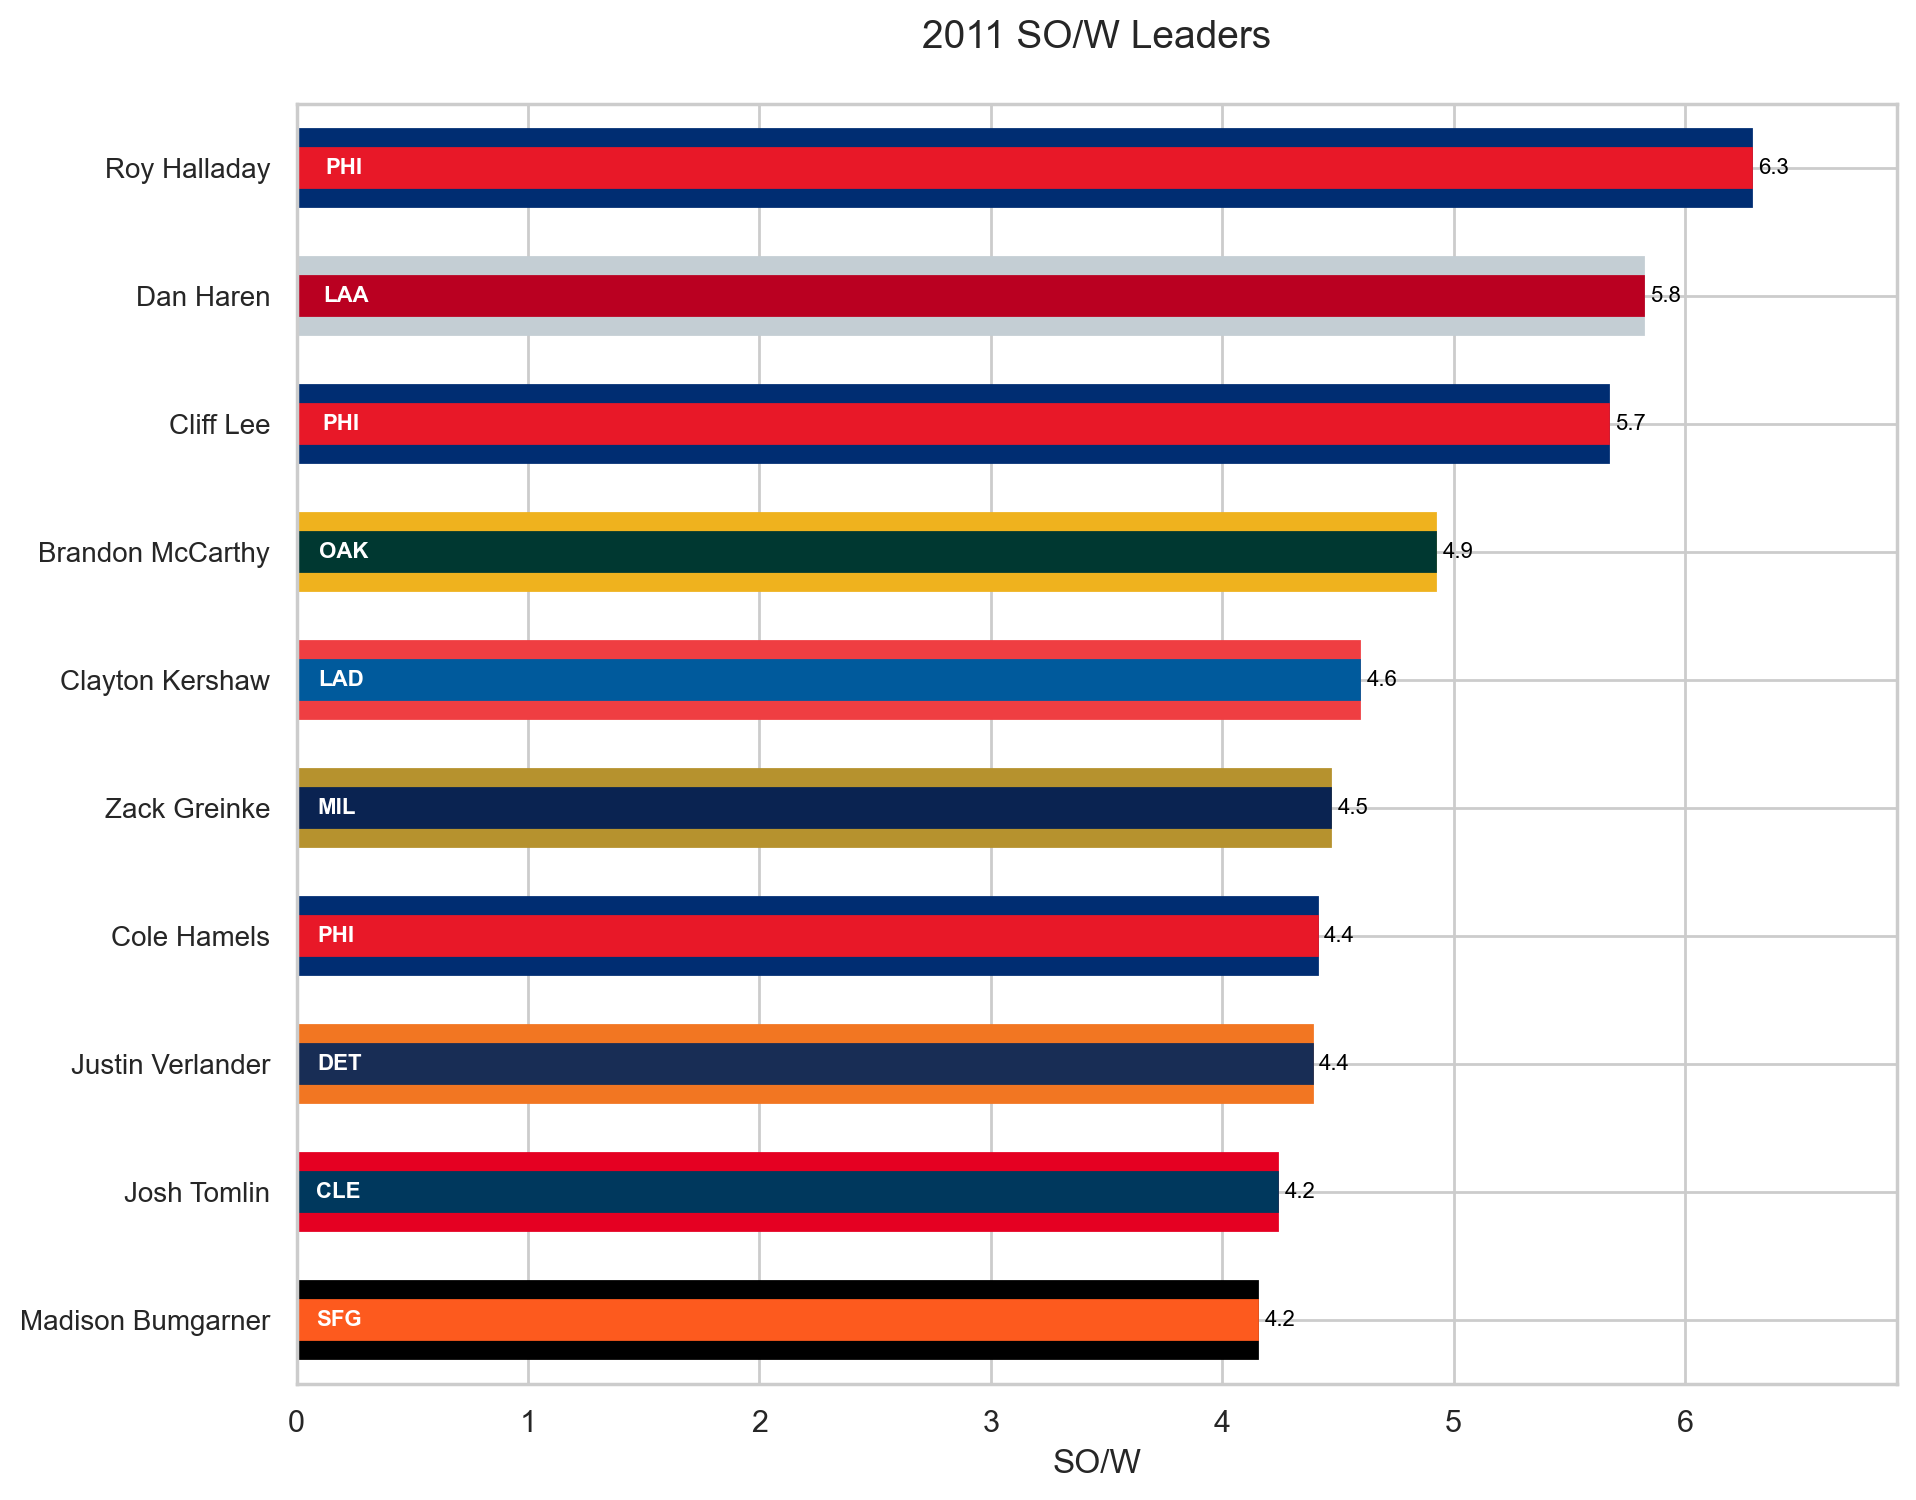 2011 SO/W Leaders
Roy Halladay PHI 6.3
Dan Haren LAA 5.8
Cliff Lee PHI 5.7
Brandon McCarthy OAK 4.9
Clayton Kershaw LAD 4.6
Zack Greinke MIL 4.5
Cole Hamels PHI 4.4
Justin Verlander DET 4.4
Josh Tomlin CLE 4.2
Madison Bumgarner SFG 4.2
0 1 2 3 4 5 6
SO/W